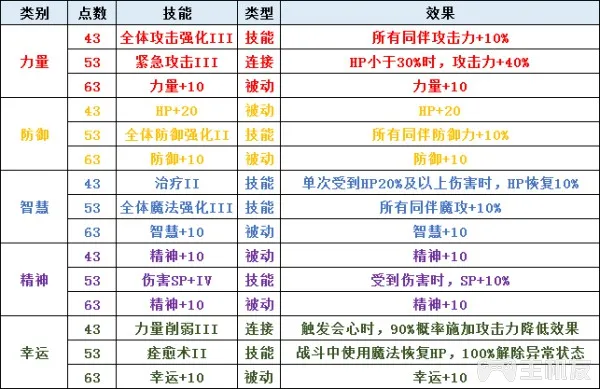 类别 点数 技能 类型 效果
43 全体攻击强化III 技能 所有同伴攻击力+10%
力量 53 紧急攻击III 连接 HP小于30%时，攻击力+40%
63 力量+10 被动 力量+10
43 HP+20 被动 HP+20
防御 53 全体防御强化II 技能 所有同伴防御力+10%
63 防御+10 被动 防御+10
43 治疗II 技能 单次受到HP20%及以上伤害时，HP恢复10%
智慧 53 全体魔法强化III 技能 所有同伴魔攻+10%
63 智慧+10 被动 智慧+10
43 精神+10 被动 精神+10
精神 53 伤害SP+IV 技能 受到伤害时，SP+10%
63 精神+10 被动 精神+10
43 力量削弱III 连接 触发会心时，90%概率施加攻击力降低效果
幸运 53 痊愈术II 技能 战斗中使用魔法恢复HP，100%解除异常状态
63 幸运+10 被动 幸运+10